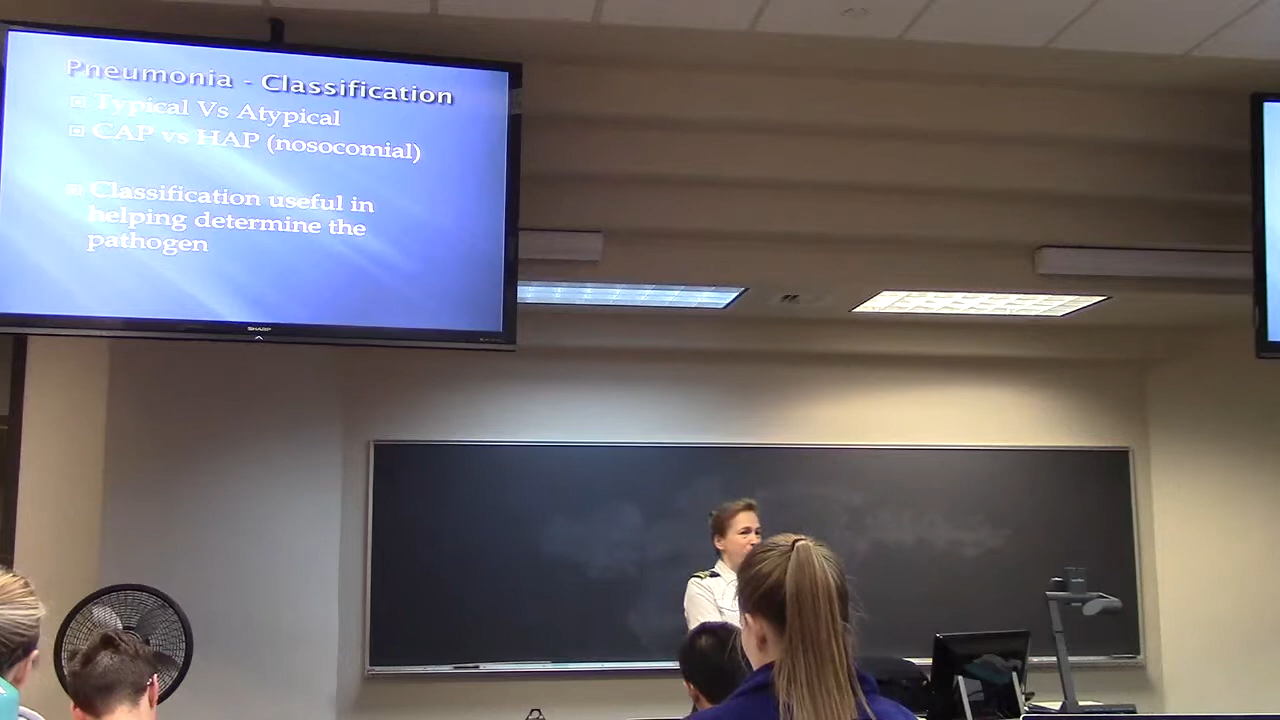 Pneumonia - Classification
Typical Vs Atypical
CAP vs HAP (nosocomial)
Classification useful in
helping determine the
pathogen
SHARP